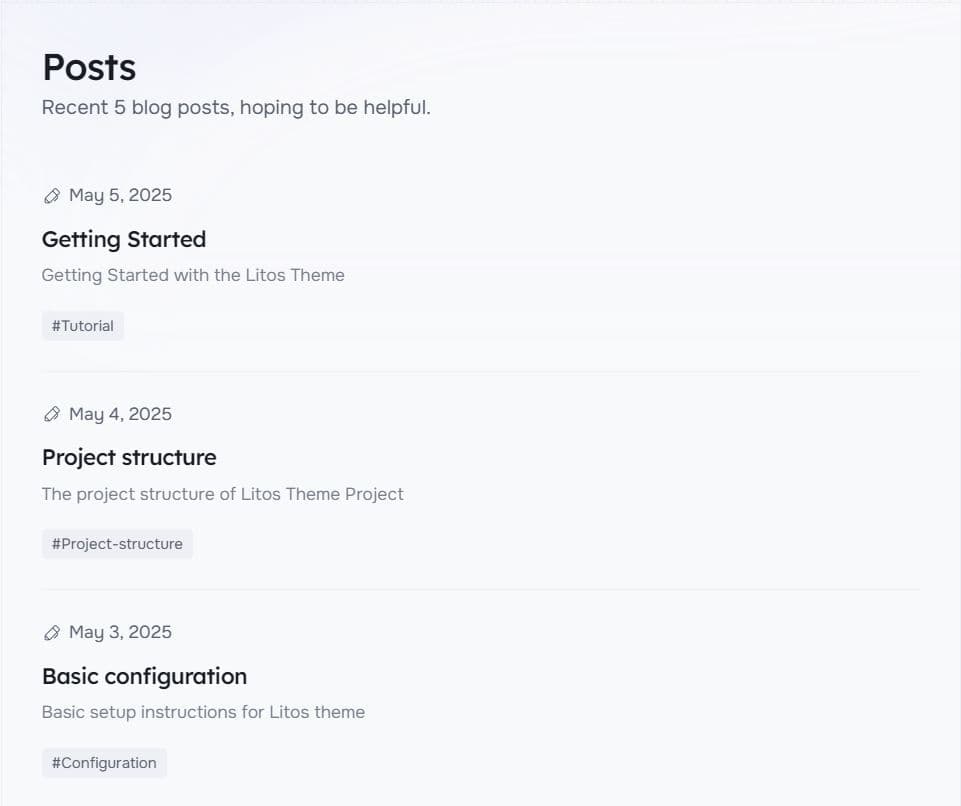 Posts
Recent 5 blog posts, hoping to be helpful.
May 5, 2025
Getting Started
Getting Started with the Litos Theme
#Tutorial
May 4, 2025
Project structure
The project structure of Litos Theme Project
#Project-structure
May 3, 2025
Basic configuration
Basic setup instructions for Litos theme
#Configuration